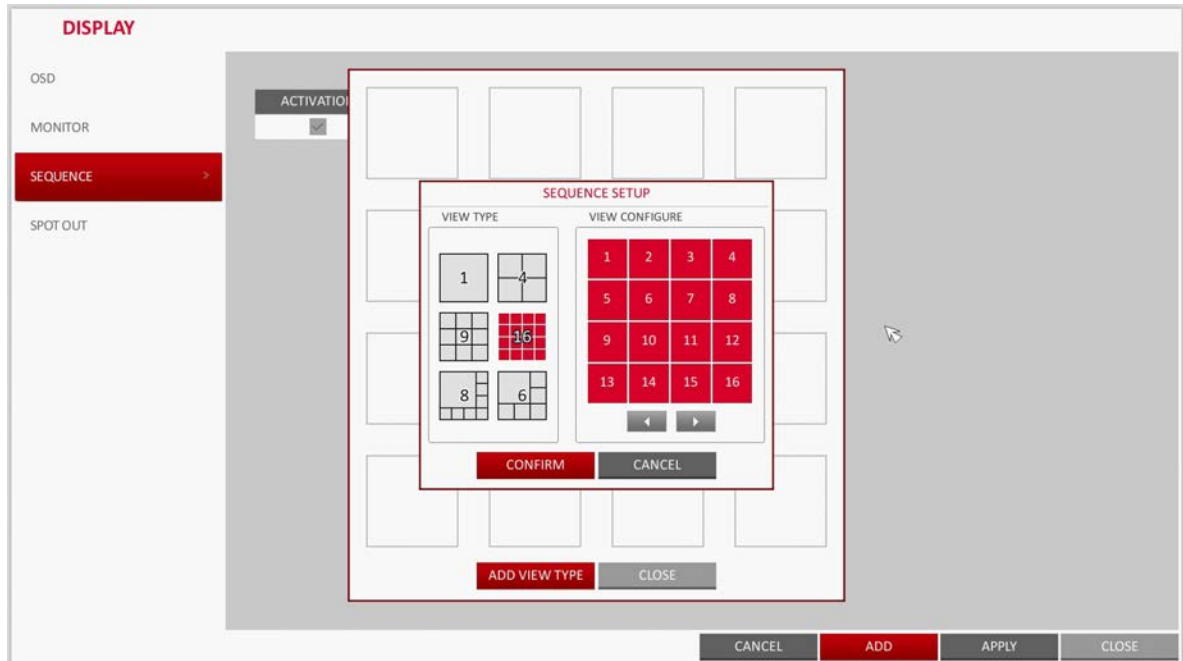 DISPLAY
OSD
MONITOR
SEQUENCE >
SPOT OUT
ACTIVATION
SEQUENCE SETUP
VIEW TYPE
VIEW CONFIGURE
1 4
9 16
8 6
1 2 3 4
5 6 7 8
9 10 11 12
13 14 15 16
CONFIRM CANCEL
ADD VIEW TYPE CLOSE
CANCEL ADD APPLY CLOSE